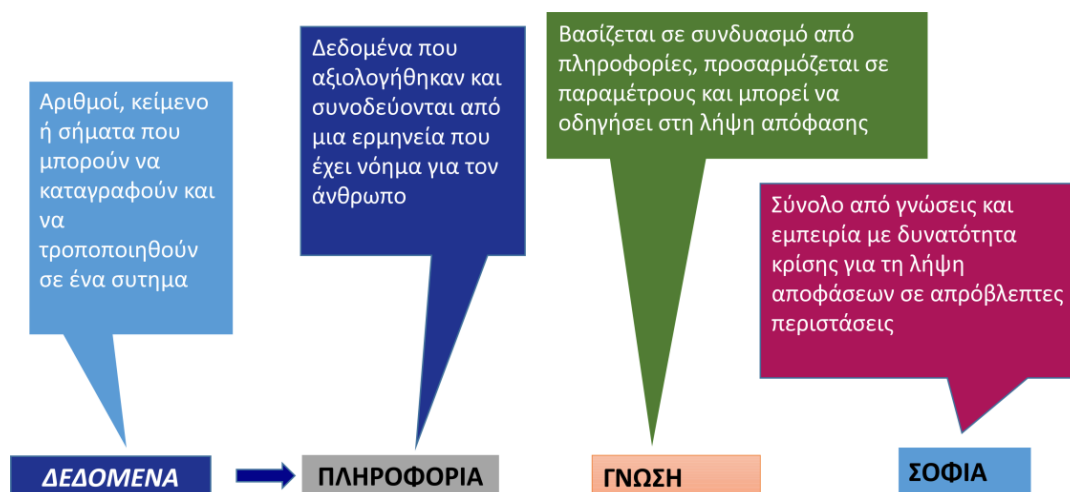 Αριθμοί, κείμενο
ή σήματα που
μπορούν να
καταγραφούν και
να
τροποποιηθούν
σε ένα συτημα
Δεδομένα που
αξιολογήθηκαν και
συνοδεύονται από
μια ερμηνεία που
έχει νόημα για τον
άνθρωπο
Βασίζεται σε συνδυασμό από
πληροφορίες, προσαρμόζεται σε
παραμέτρους και μπορεί να
οδηγήσει στη λήψη απόφασης
Σύνολο από γνώσεις και
εμπειρία με δυνατότητα
κρίσης για τη λήψη
αποφάσεων σε απρόβλεπτες
περιστάσεις
ΔΕΔΟΜΕΝΑ
ΠΛΗΡΟΦΟΡΙΑ
ΓΝΩΣΗ
ΣΟΦΙΑ